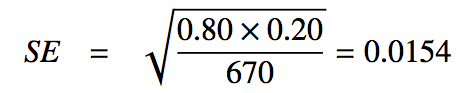 SE = √(0.80 × 0.20 / 670) = 0.0154